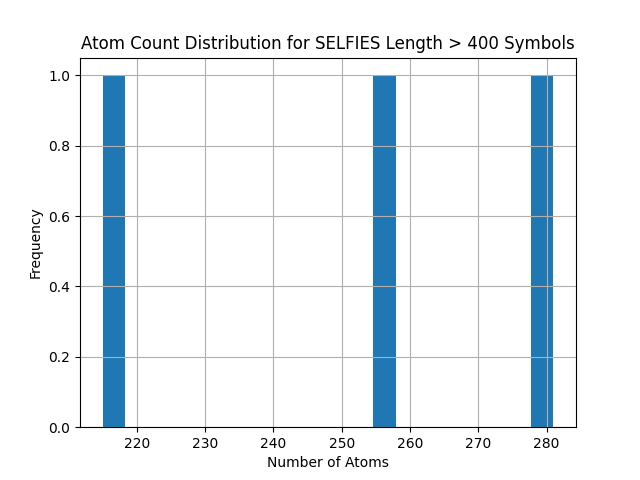 Atom Count Distribution for SELFIES Length > 400 Symbols
1.0
0.8
0.6
0.4
0.2
0.0
Frequency
220 230 240 250 260 270 280
Number of Atoms